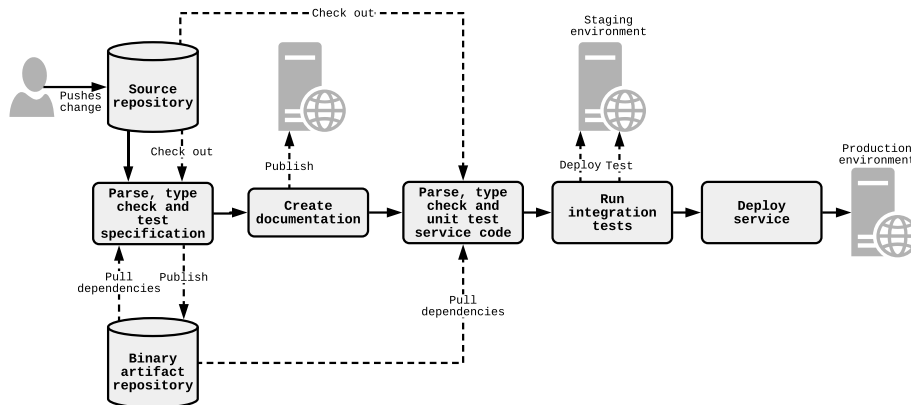 Check out
Staging
environment
Source
repository
Pushes
change
Check out
Publish
Deploy
Test
Production
environment
Parse, type
check and
test
specification
Create
documentation
Parse, type
check and
unit test
service code
Run
integration
tests
Deploy
service
Pull
dependencies
Publish
Pull
dependencies
Binary
artifact
repository